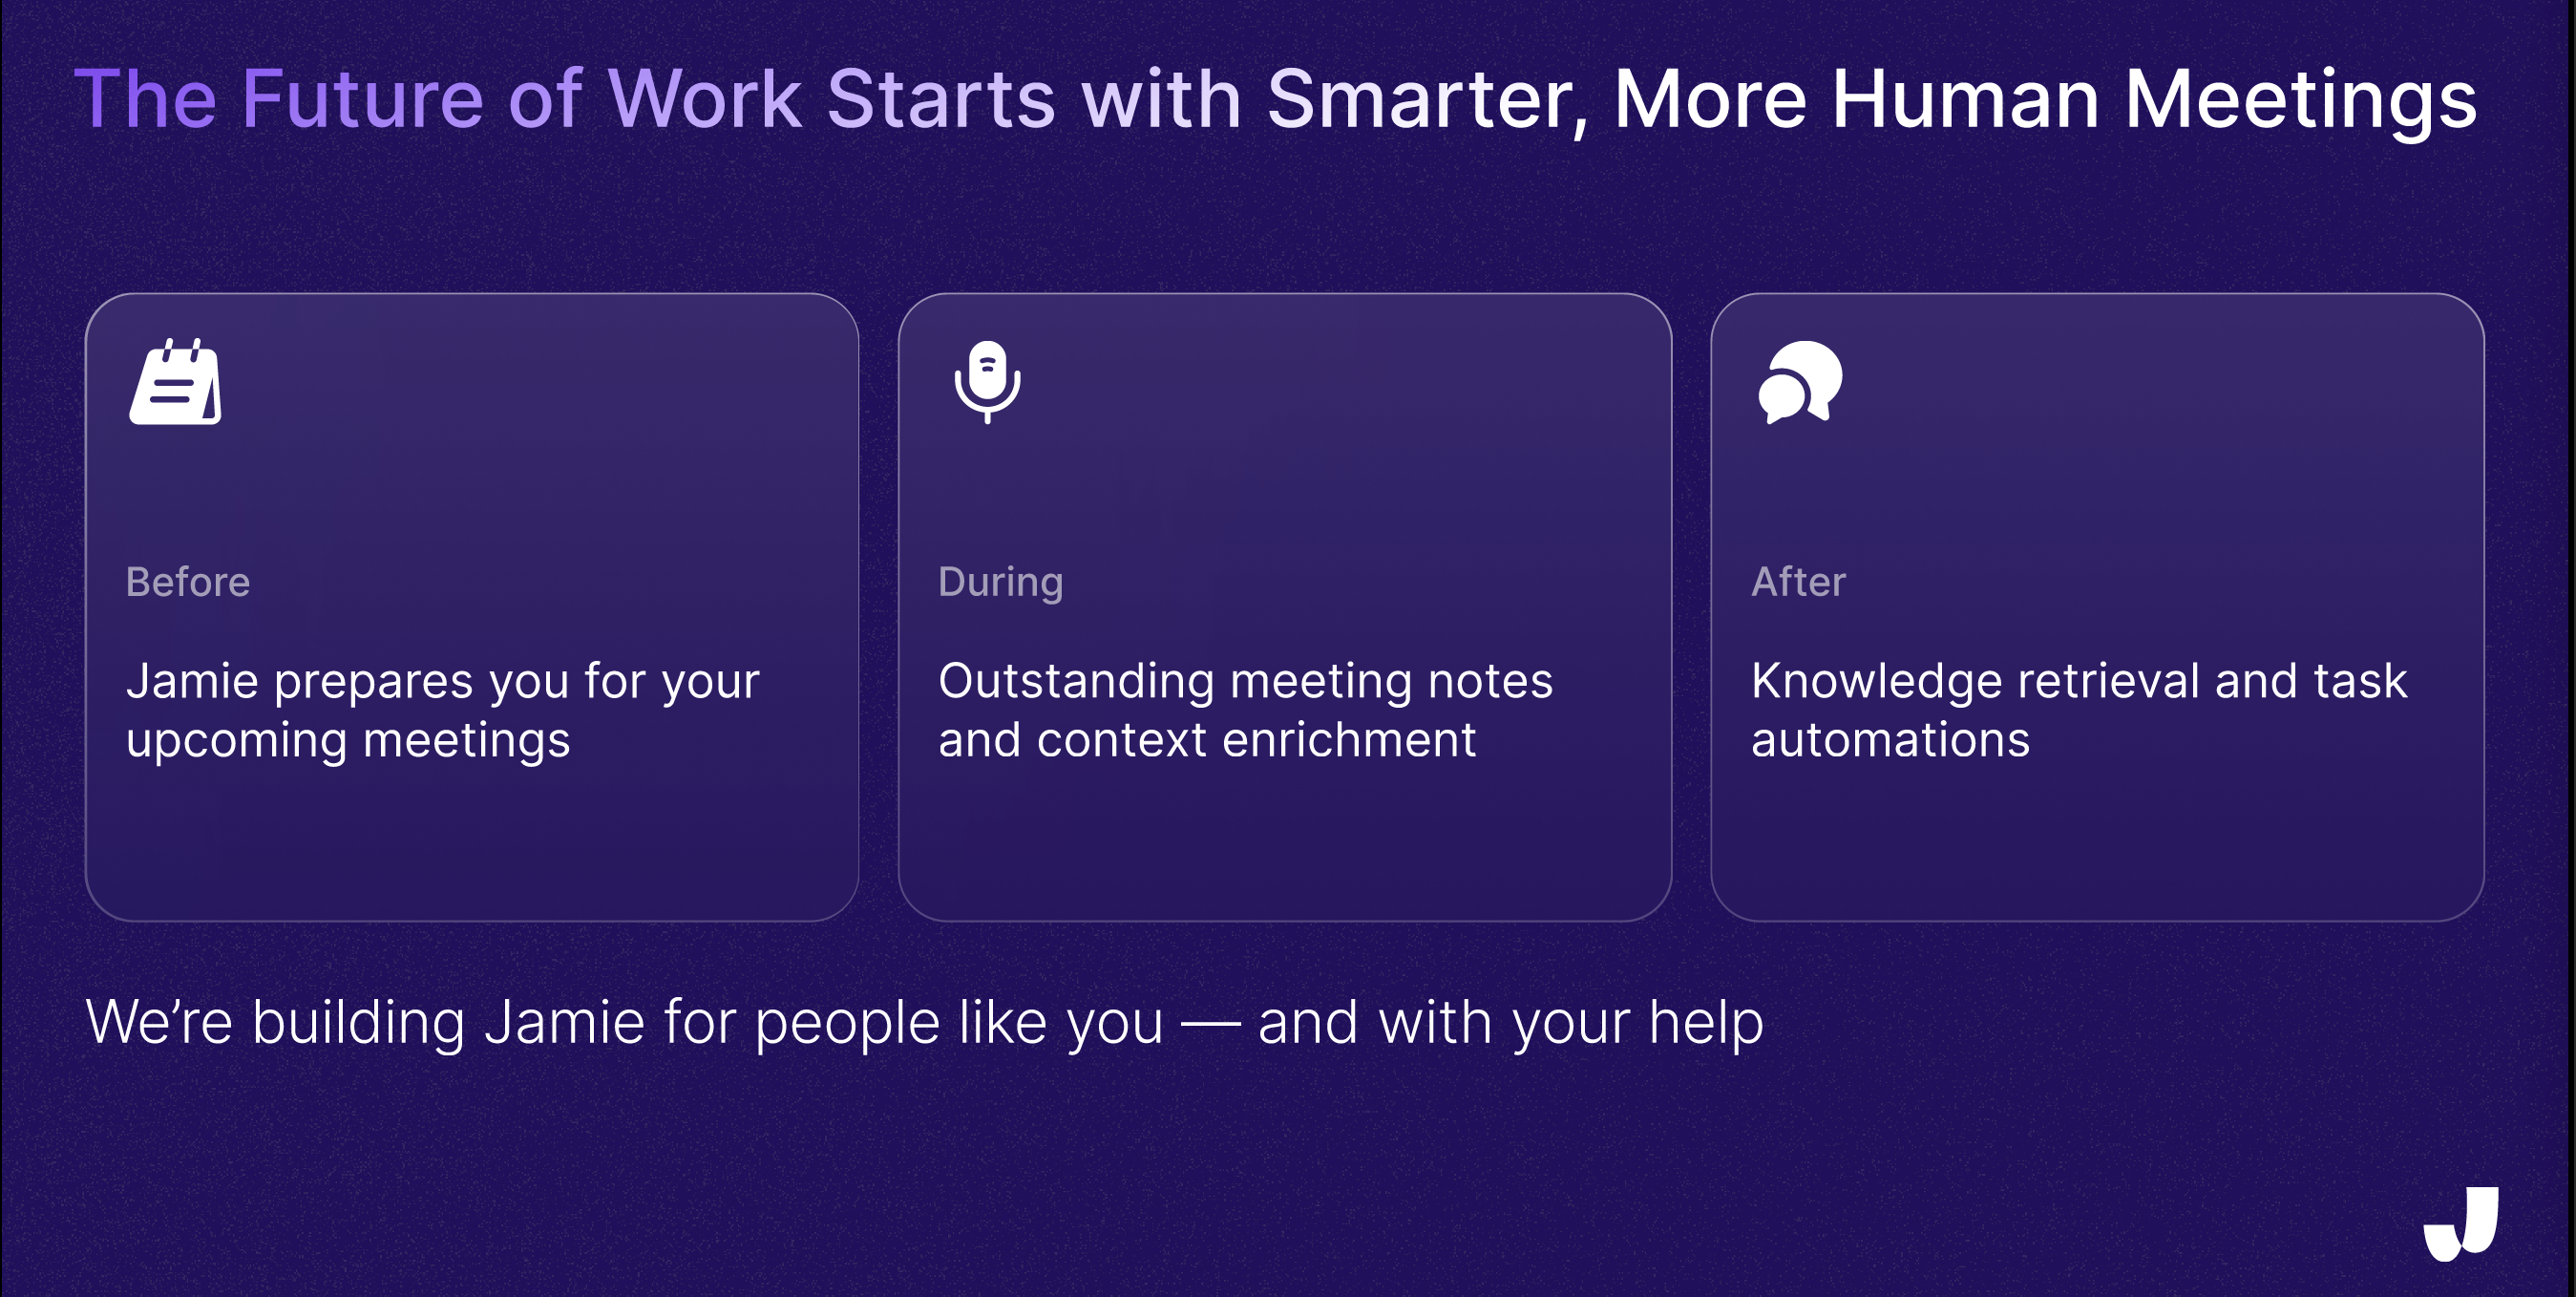 The Future of Work Starts with Smarter, More Human Meetings
Before
Jamie prepares you for your
upcoming meetings
During
Outstanding meeting notes
and context enrichment
After
Knowledge retrieval and task
automations
We’re building Jamie for people like you — and with your help